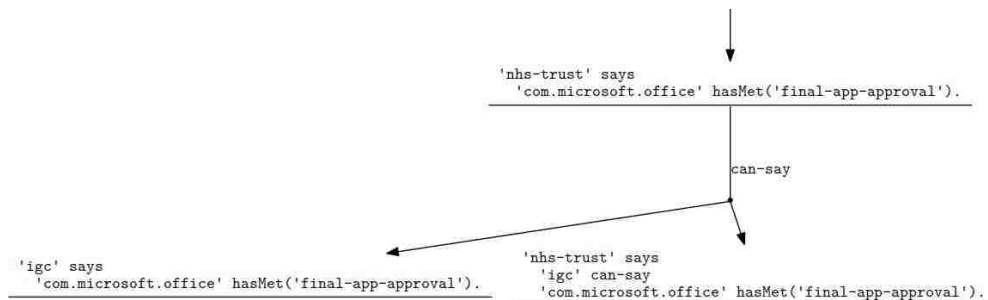 'nhs-trust' says
'com.microsoft.office' hasMet('final-app-approval').
can-say
'igc' says
'com.microsoft.office' hasMet('final-app-approval').
'nhs-trust' says
'igc' can-say
'com.microsoft.office' hasMet('final-app-approval').